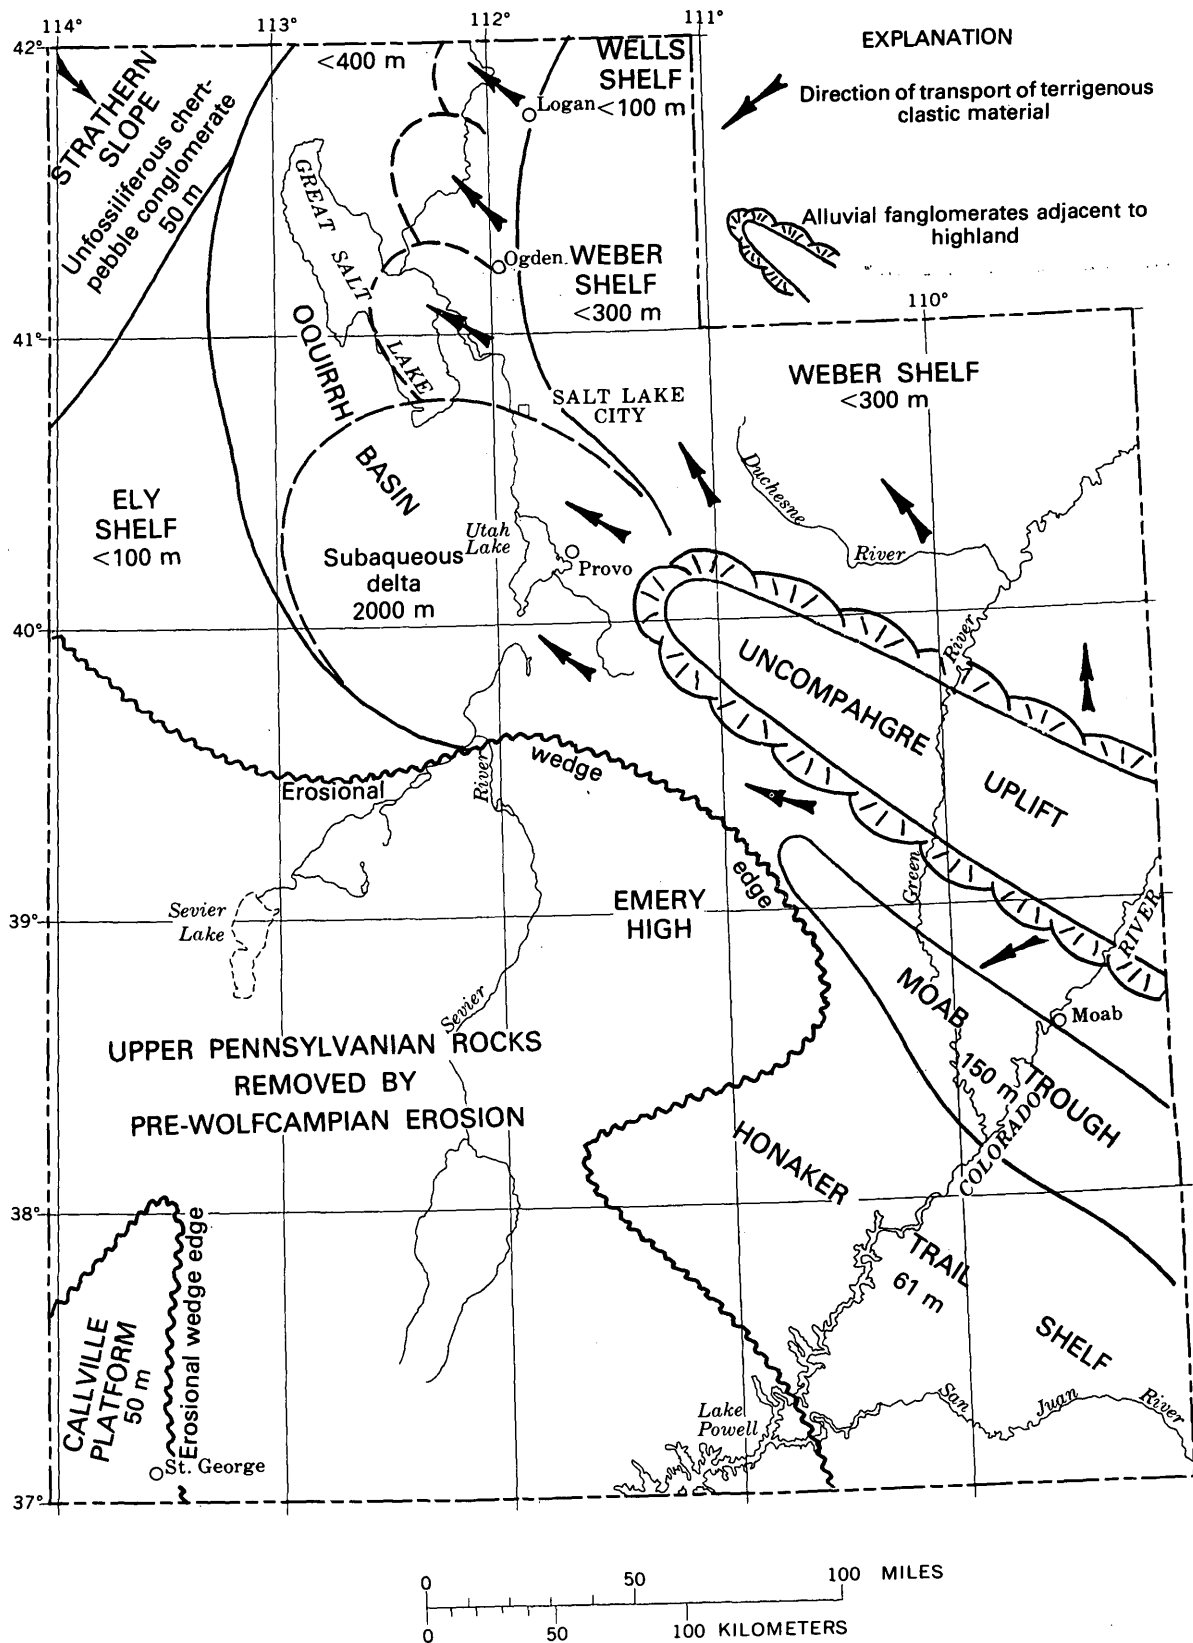 114°
113°
112°
111°
42°
<400 m
WELLS
SHELF
<100 m
EXPLANATION
Direction of transport of terrigenous
clastic material
Alluvial fanglomerates adjacent to
highland
STRATHERN
SLOPE
Unfossiliferous chert-
pebble conglomerate
50 m
Logan
GREAT SALT LAKE
Ogden
WEBER
SHELF
<300 m
110°
41°
OQUIRRH
BASIN
SALT LAKE
CITY
WEBER SHELF
<300 m
Duchesne
River
ELY
SHELF
<100 m
Utah
Lake
Provo
Subaqueous
delta
2000 m
40°
River
UNCOMPAHGRE
UPLIFT
Erosional
wedge
edge
River
Green
Sevier
Lake
39°
EMERY
HIGH
RIVER
MOAB
Moab
Sevier
UPPER PENNSYLVANIAN ROCKS
REMOVED BY
PRE-WOLFCAMPIAN EROSION
150 m
TROUGH
COLORADO
HONAKER
38°
TRAIL
61 m
SHELF
Erosional wedge edge
CALLVILLE
PLATFORM
50 m
St. George
Lake
Powell
San
Juan
River
37°
0
50
100 MILES
0
50
100 KILOMETERS